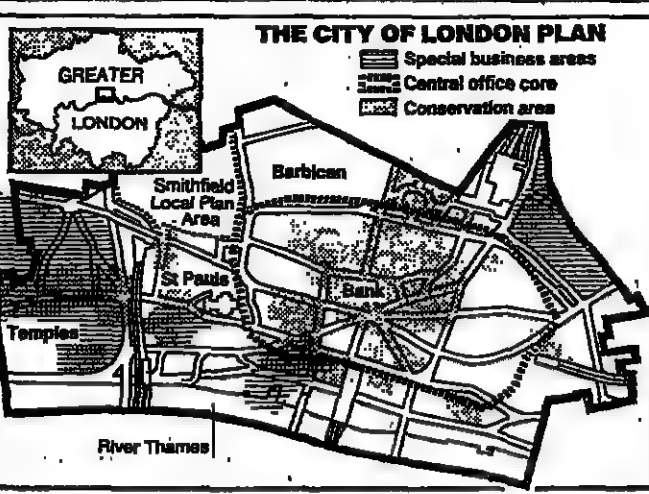 THE CITY OF LONDON PLAN
Special business areas
Central office core
Conservation area
GREATER
LONDON
Barbican
Smithfield
Local Plan
Area
St Pauls
Bank
Temples
River Thames